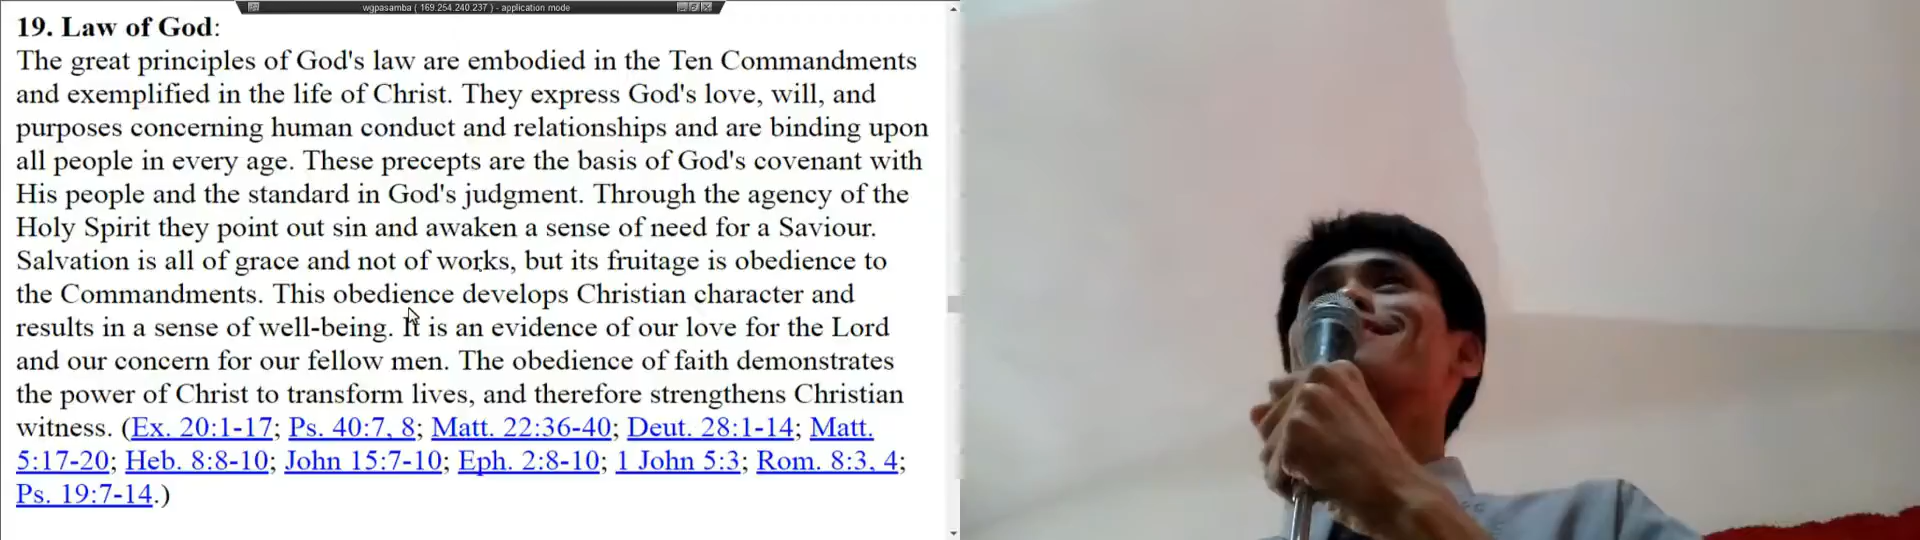 wgpasamba ( 169.254.240.237 ) - application mode
19. Law of God:
The great principles of God's law are embodied in the Ten Commandments
and exemplified in the life of Christ. They express God's love, will, and
purposes concerning human conduct and relationships and are binding upon
all people in every age. These precepts are the basis of God's covenant with
His people and the standard in God's judgment. Through the agency of the
Holy Spirit they point out sin and awaken a sense of need for a Saviour.
Salvation is all of grace and not of works, but its fruitage is obedience to
the Commandments. This obedience develops Christian character and
results in a sense of well-being. It is an evidence of our love for the Lord
and our concern for our fellow men. The obedience of faith demonstrates
the power of Christ to transform lives, and therefore strengthens Christian
witness. (Ex. 20:1-17; Ps. 40:7, 8; Matt. 22:36-40; Deut. 28:1-14; Matt.
5:17-20; Heb. 8:8-10; John 15:7-10; Eph. 2:8-10; 1 John 5:3; Rom. 8:3, 4;
Ps. 19:7-14.)